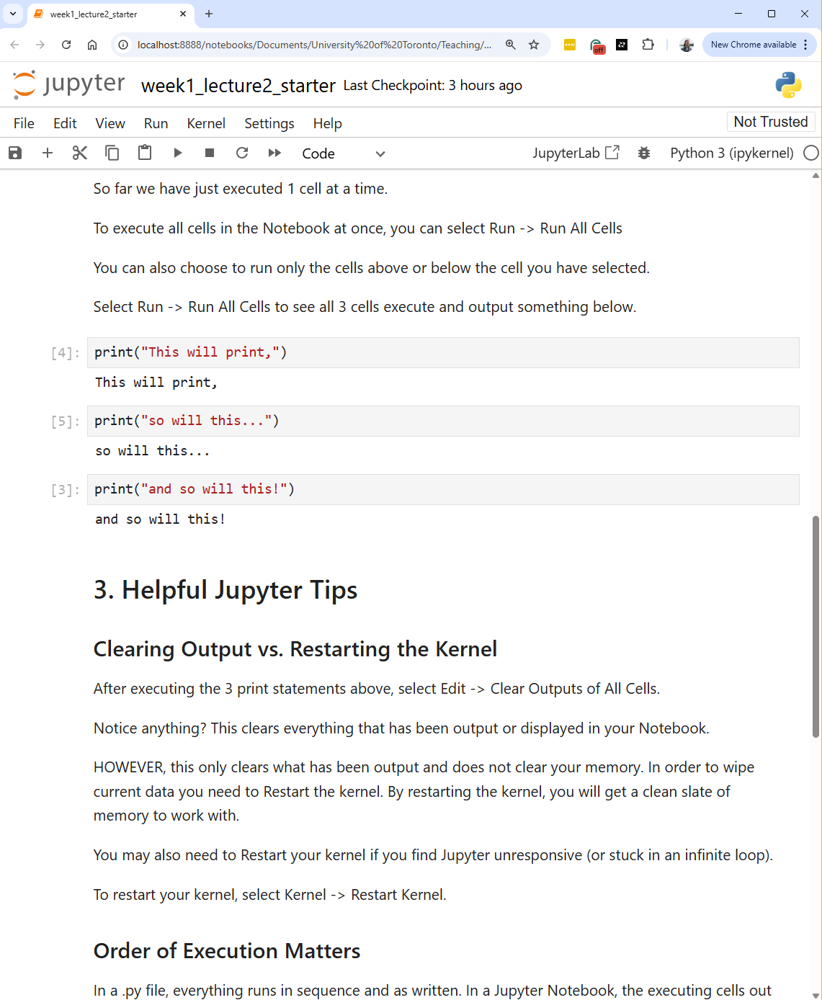 week1_lecture2_starter
localhost:8888/notebooks/Documents/University%20of%20Toronto/Teaching/...
off
New Chrome available
jupyter week1_lecture2_starter Last Checkpoint: 3 hours ago
File Edit View Run Kernel Settings Help
Not Trusted
Code
JupyterLab
Python 3 (ipykernel)
So far we have just executed 1 cell at a time.
To execute all cells in the Notebook at once, you can select Run -> Run All Cells
You can also choose to run only the cells above or below the cell you have selected.
Select Run -> Run All Cells to see all 3 cells execute and output something below.
[4]: print("This will print,")
This will print,
[5]: print("so will this...")
so will this...
[3]: print("and so will this!")
and so will this!
3. Helpful Jupyter Tips
Clearing Output vs. Restarting the Kernel
After executing the 3 print statements above, select Edit -> Clear Outputs of All Cells.
Notice anything? This clears everything that has been output or displayed in your Notebook.
HOWEVER, this only clears what has been output and does not clear your memory. In order to wipe
current data you need to Restart the kernel. By restarting the kernel, you will get a clean slate of
memory to work with.
You may also need to Restart your kernel if you find Jupyter unresponsive (or stuck in an infinite loop).
To restart your kernel, select Kernel -> Restart Kernel.
Order of Execution Matters
In a .py file, everything runs in sequence and as written. In a Jupyter Notebook, the executing cells out